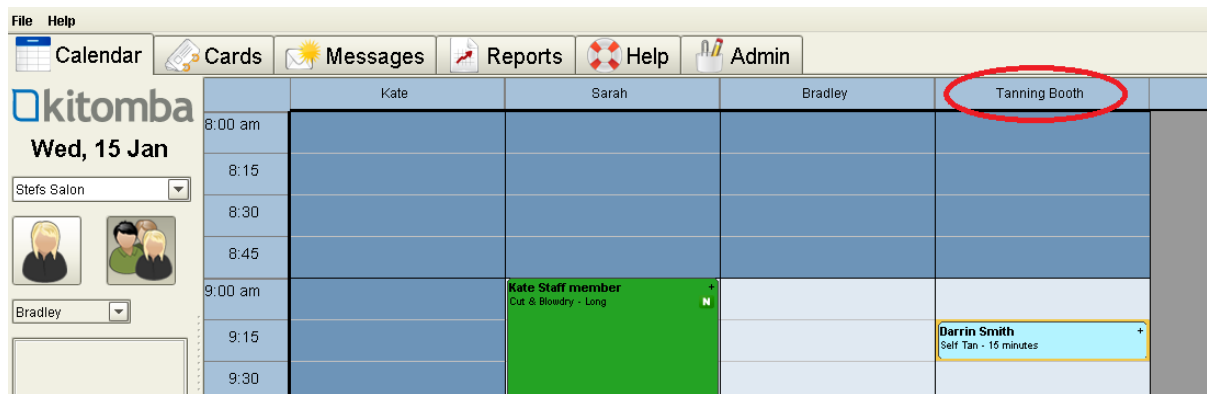 File Help
Calendar Cards Messages Reports Help Admin
kitomba
Wed, 15 Jan
Stefs Salon
Bradley
Kate Sarah Bradley Tanning Booth
8:00 am
8:15
8:30
8:45
9:00 am
9:15
9:30
Kate Staff member +
Cut & Blowdry - Long N
Darrin Smith +
Self Tan - 15 minutes